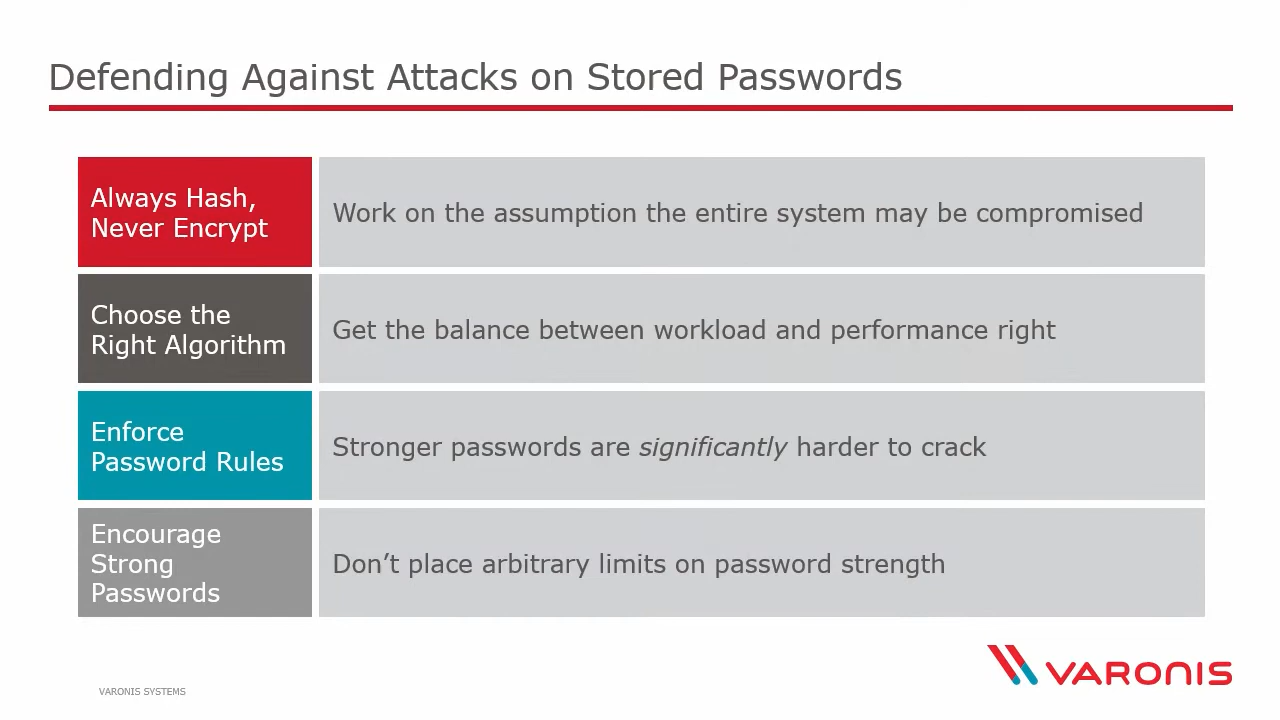 Defending Against Attacks on Stored Passwords
Always Hash,
Never Encrypt
Work on the assumption the entire system may be compromised
Choose the
Right Algorithm
Get the balance between workload and performance right
Enforce
Password Rules
Stronger passwords are significantly harder to crack
Encourage
Strong
Passwords
Don’t place arbitrary limits on password strength
VARONIS SYSTEMS
VARONIS